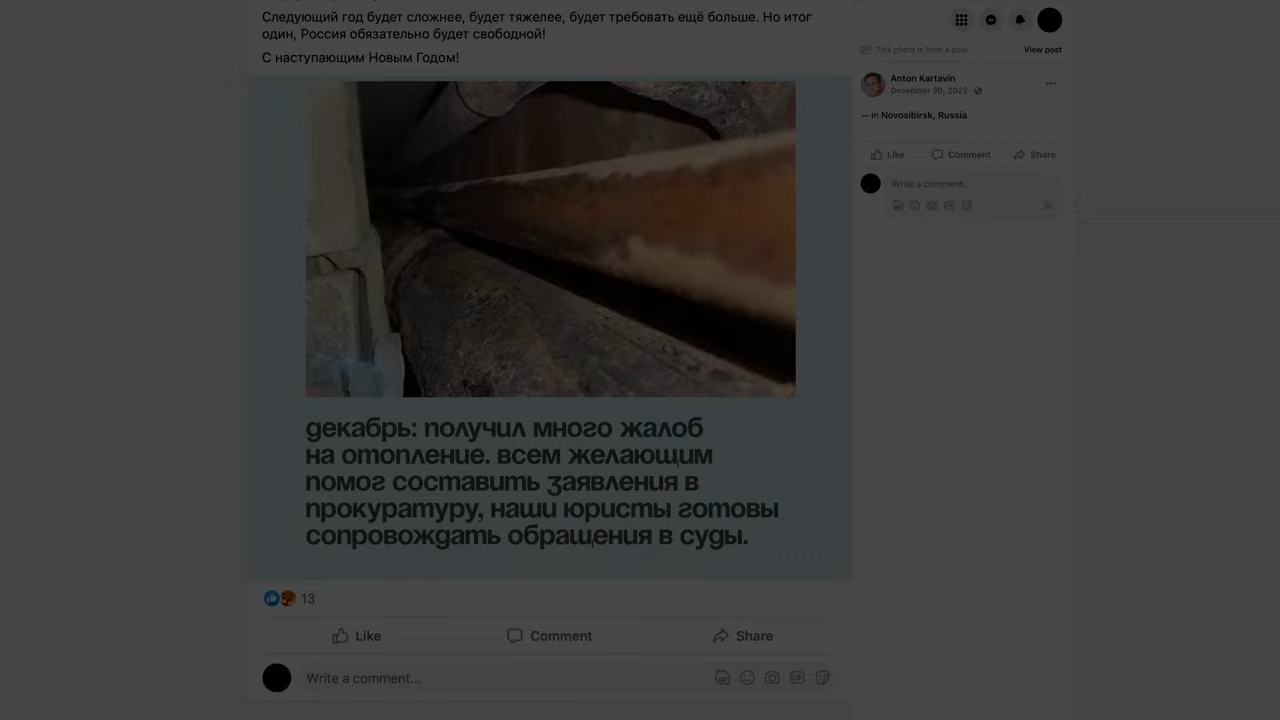 Следующий год будет сложнее, будет тяжелее, будет требовать ещё больше. Но итог
один, Россия обязательно будет свободной!
С наступающим Новым Годом!
декабрь: получил много жалоб
на отопление. всем желающим
помог составить заявления в
прокуратуру, наши юристы готовы
сопровождать обращения в суды.
13
Like
Comment
Share
Write a comment...
GIF
This photo is from a post
View post
Anton Kartavin
December 30, 2022
— in Novosibirsk, Russia
Like
Comment
Share
Write a comment...